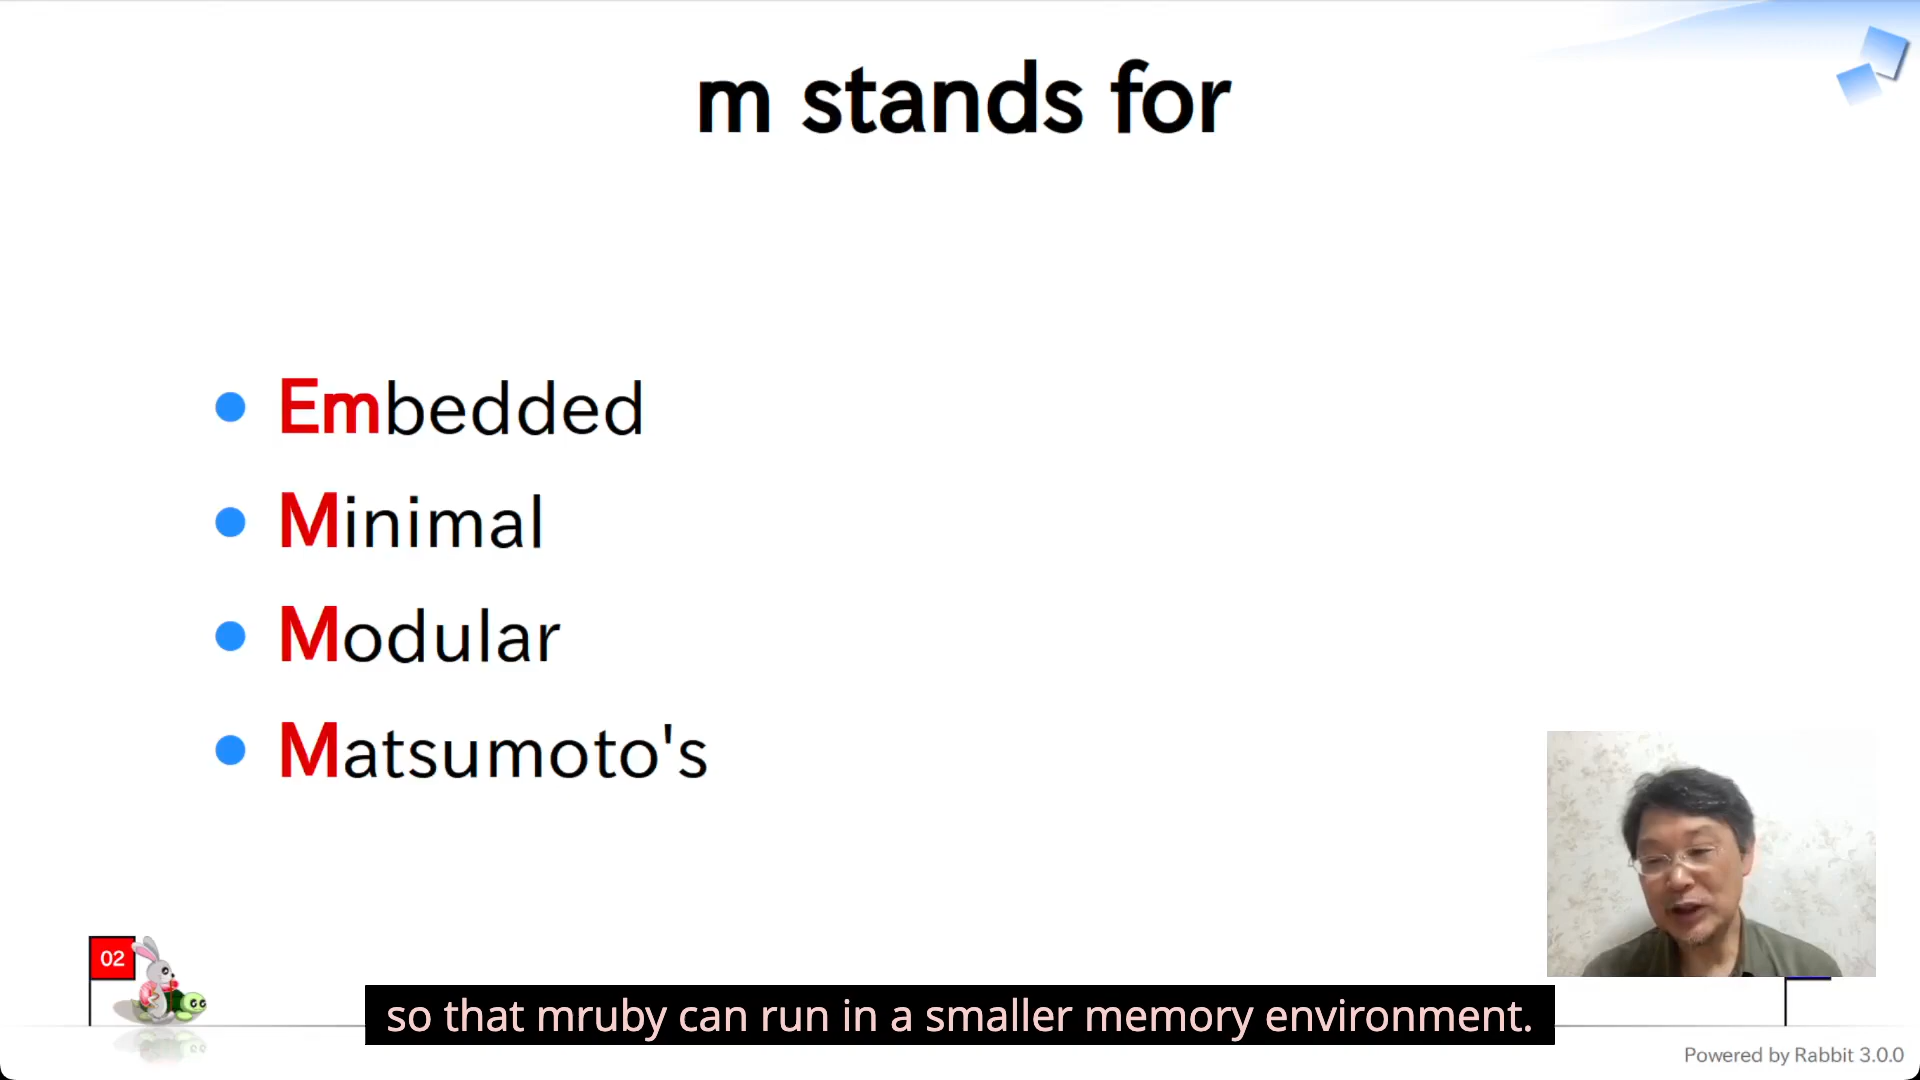 m stands for
Embedded
Minimal
Modular
Matsumoto's
02
so that mruby can run in a smaller memory environment.
Powered by Rabbit 3.0.0